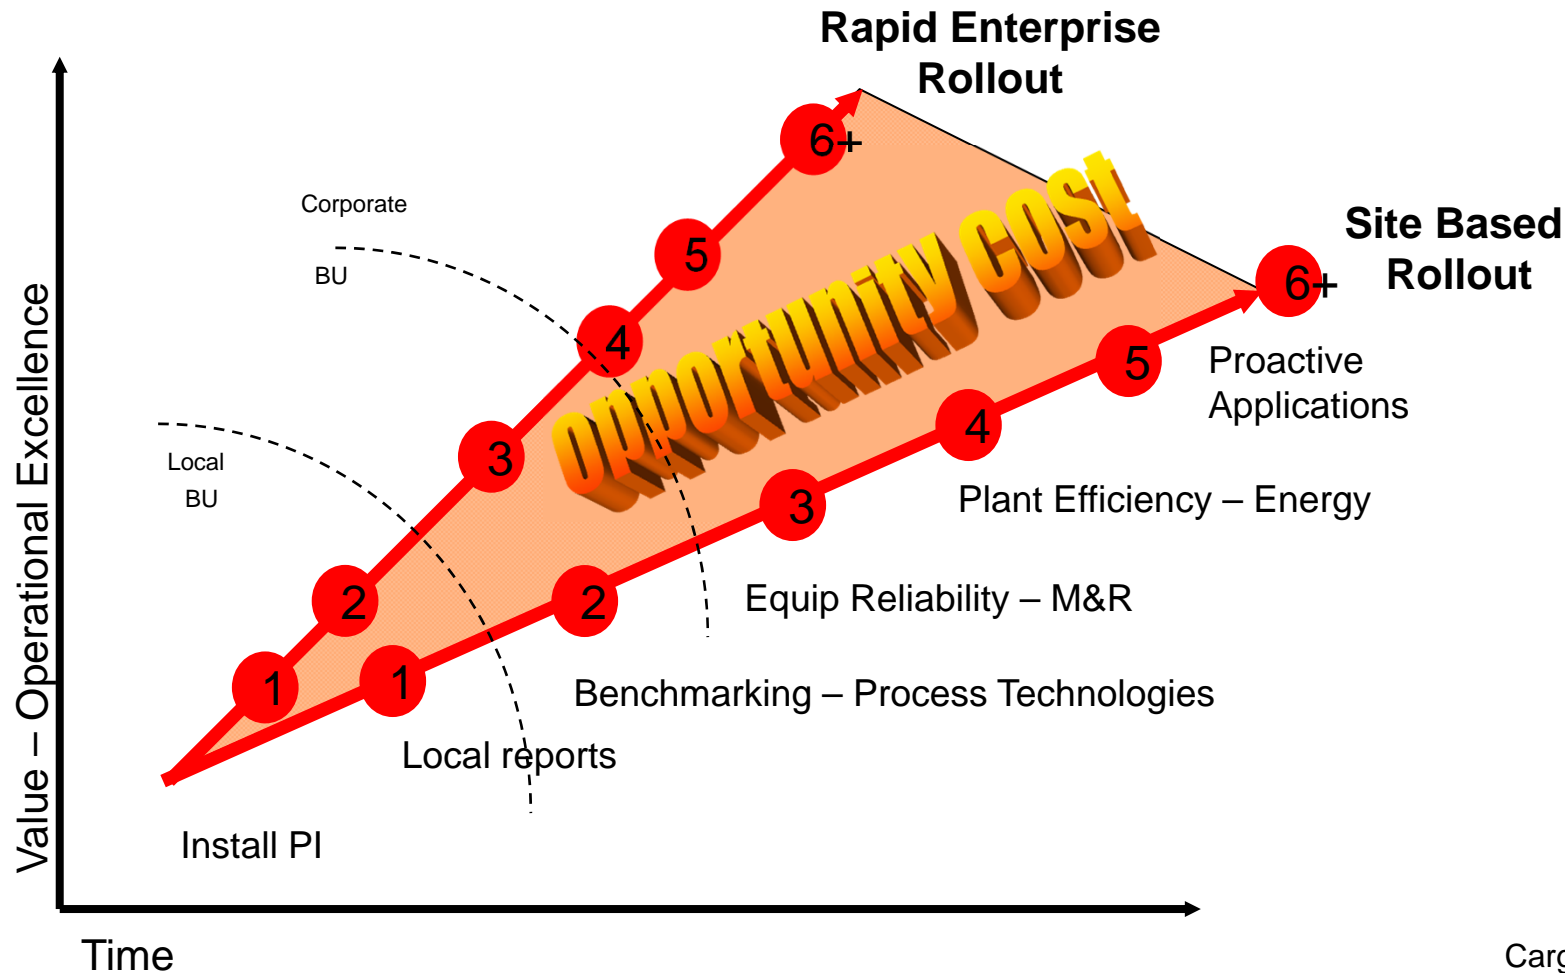 Rapid Enterprise
Rollout
6+
Corporate
BU
5
4
3
2
1
Local
BU
opportunity cost
Site Based
Rollout
6+
5
4
3
2
1
Proactive
Applications
Plant Efficiency – Energy
Equip Reliability – M&R
Benchmarking – Process Technologies
Local reports
Install PI
Value – Operational Excellence
Time